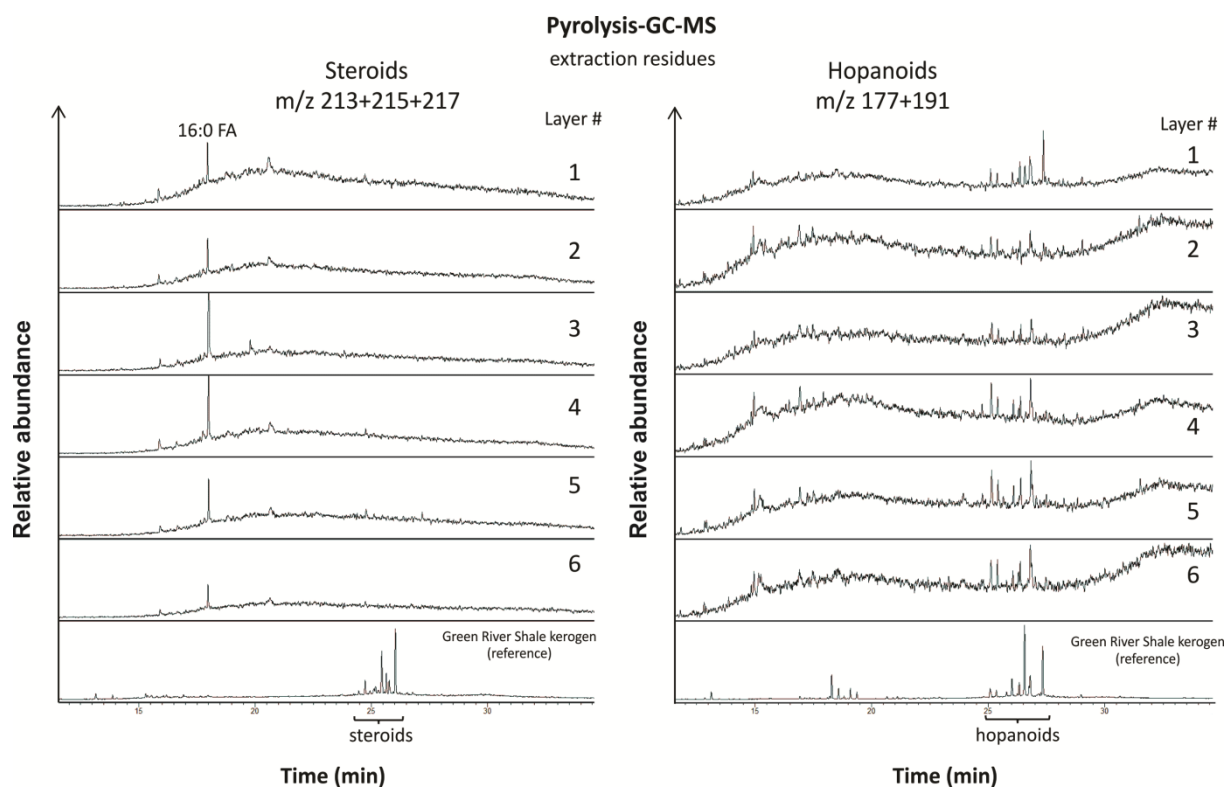 Pyrolysis-GC-MS
extraction residues
Steroids
m/z 213+215+217
Layer #
16:0 FA
1
2
3
4
5
6
Green River Shale kerogen
(reference)
15
20
25
30
steroids
Relative abundance
Time (min)
Hopanoids
m/z 177+191
Layer #
1
2
3
4
5
6
Green River Shale kerogen
(reference)
15
20
25
30
hopanoids
Relative abundance
Time (min)